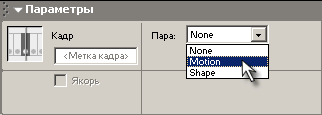 Параметры
Кадр
Пара: None
<Метка кадра>
None
Motion
Якорь
Shape